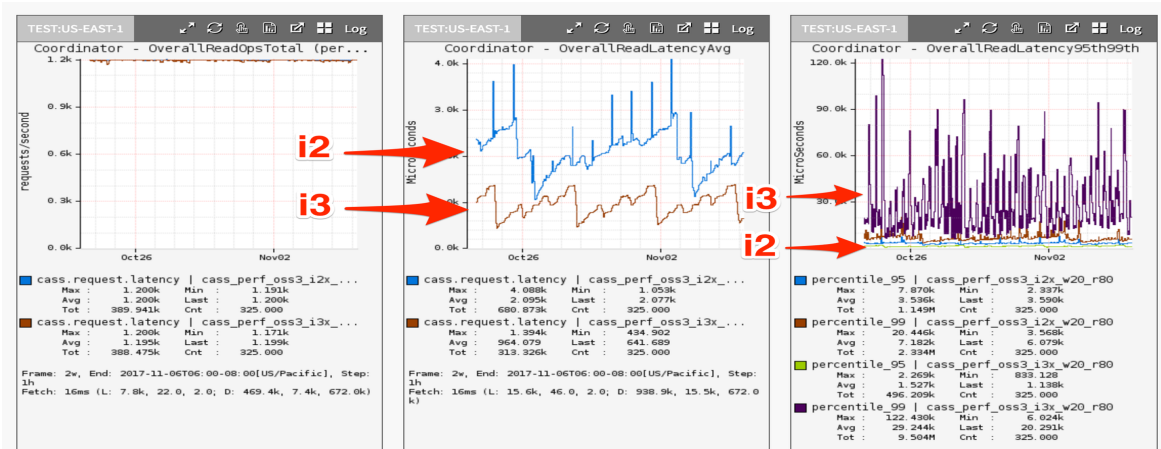 TEST:US-EAST-1
Log
Coordinator - OverallReadOpsTotal (per...
1.2k
0.9k
0.6k
0.3k
0.0k
requests/second
Oct26 Nov02
cass.request.latency | cass_perf_oss3_i2x_...
Max : 1.200k Min : 1.191k
Avg : 1.200k Last : 1.200k
Tot : 389.941k Cnt : 325.000
cass.request.latency | cass_perf_oss3_i3x_...
Max : 1.200k Min : 1.171k
Avg : 1.195k Last : 1.199k
Tot : 388.475k Cnt : 325.000
Frame: 2w, End: 2017-11-06T06:00-08:00[US/Pacific], Step:
1h
Fetch: 16ms (L: 7.8k, 22.0, 2.0; D: 469.4k, 7.4k, 672.0k)
TEST:US-EAST-1
Log
Coordinator - OverallReadLatencyAvg
4.0k
3.0k
0.0k
MicroSeconds
i2
i3
Oct26 Nov02
cass.request.latency | cass_perf_oss3_i2x_...
Max : 4.088k Min : 1.053k
Avg : 2.095k Last : 2.077k
Tot : 680.873k Cnt : 325.000
cass.request.latency | cass_perf_oss3_i3x_...
Max : 1.394k Min : 434.902
Avg : 964.079 Last : 641.689
Tot : 313.326k Cnt : 325.000
Frame: 2w, End: 2017-11-06T06:00-08:00[US/Pacific], Step:
1h
Fetch: 16ms (L: 15.6k, 46.0, 2.0; D: 938.9k, 15.5k, 672.0
k)
TEST:US-EAST-1
Log
Coordinator - OverallReadLatency95th99th
120.0k
90.0k
60.0k
MicroSeconds
i3
i2
Oct26 Nov02
percentile_95 | cass_perf_oss3_i2x_w20_r80
Max : 7.870k Min : 2.337k
Avg : 3.536k Last : 3.590k
Tot : 1.149M Cnt : 325.000
percentile_99 | cass_perf_oss3_i2x_w20_r80
Max : 20.446k Min : 3.568k
Avg : 7.182k Last : 6.079k
Tot : 2.334M Cnt : 325.000
percentile_95 | cass_perf_oss3_i3x_w20_r80
Max : 2.269k Min : 833.128
Avg : 1.527k Last : 1.138k
Tot : 496.209k Cnt : 325.000
percentile_99 | cass_perf_oss3_i3x_w20_r80
Max : 122.430k Min : 6.024k
Avg : 29.244k Last : 20.291k
Tot : 9.504M Cnt : 325.000